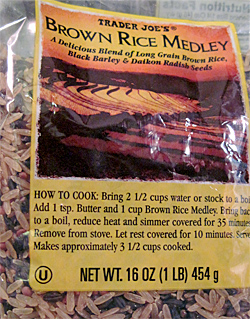 TRADER JOE'S®
BROWN RICE MEDLEY
A Delicious Blend of Long Grain Brown Rice,
Black Barley & Daikon Radish Seeds
HOW TO COOK: Bring 2 1/2 cups water or stock to a boi
Add 1 tsp. Butter and 1 cup Brown Rice Medley. Bring back
to a boil, reduce heat and simmer covered for 35 minute
Remove from stove. Let rest covered for 10 minutes. Serve
Makes approximately 3 1/2 cups cooked.
U
NET WT. 16 OZ (1 LB) 454 g